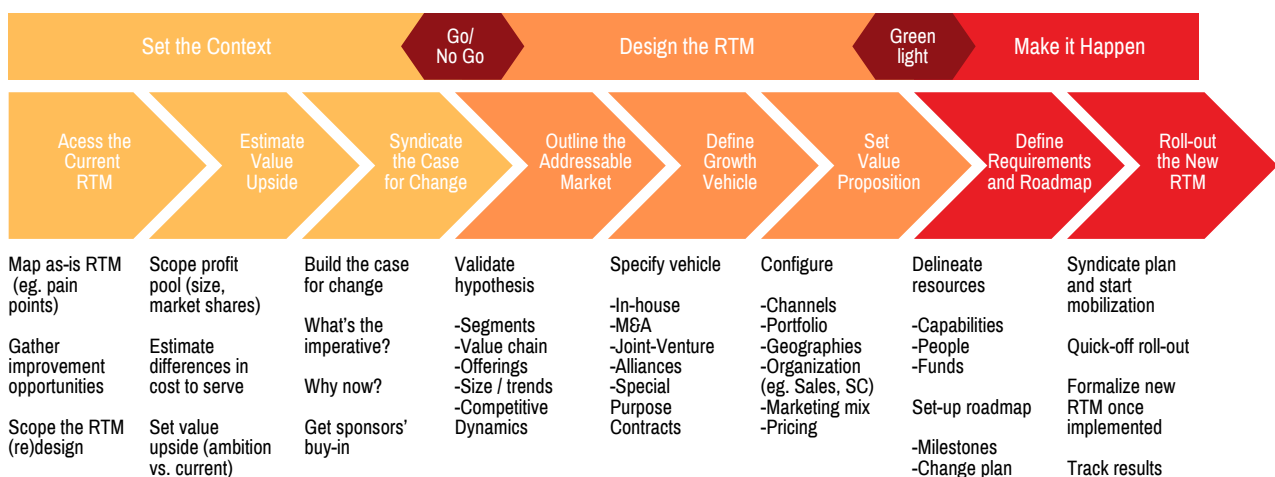 Set the Context
Go/
No Go
Design the RTM
Green
light
Make it Happen
Acess the
Current
RTM
Estimate
Value
Upside
Syndicate
the Case
for Change
Outline the
Addressable
Market
Define
Growth
Vehicle
Set
Value
Proposition
Define
Requirements
and Roadmap
Roll-out
the New
RTM
Map as-is RTM
(eg. pain
points)
Gather
improvement
opportunities
Scope the RTM
(re)design
Scope profit
pool (size,
market shares)
Estimate
differences in
cost to serve
Set value
upside (ambition
vs. current)
Build the case
for change
What's the
imperative?
Why now?
Get sponsors'
buy-in
Validate
hypothesis
-Segments
-Value chain
-Offerings
-Size / trends
-Competitive
Dynamics
Specify vehicle
-In-house
-M&A
-Joint-Venture
-Alliances
-Special
Purpose
Contracts
Configure
-Channels
-Portfolio
-Geographies
-Organization
(eg. Sales, SC)
-Marketing mix
-Pricing
Delineate
resources
-Capabilities
-People
-Funds
Set-up roadmap
-Milestones
-Change plan
Syndicate plan
and start
mobilization
Quick-off roll-out
Formalize new
RTM once
implemented
Track results